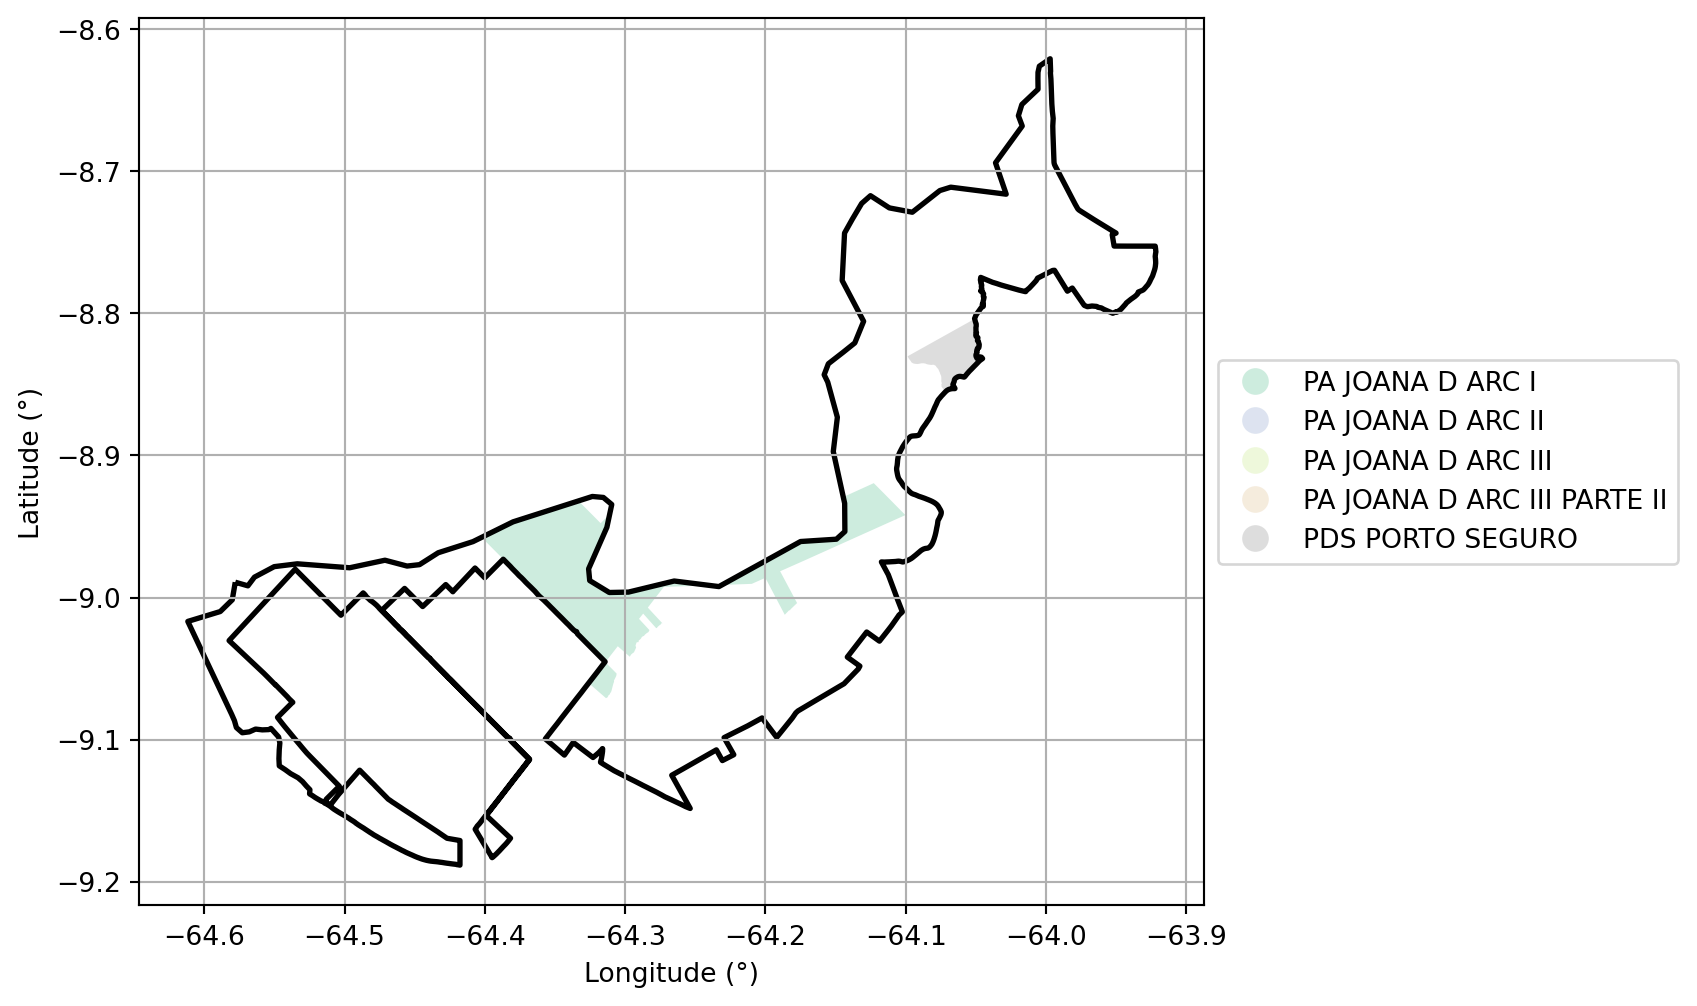 −8.6
−8.7
−8.8
−8.9
−9.0
−9.1
−9.2
Latitude (°)
−64.6
−64.5
−64.4
−64.3
−64.2
−64.1
−64.0
−63.9
Longitude (°)
PA JOANA D ARC I
PA JOANA D ARC II
PA JOANA D ARC III
PA JOANA D ARC III PARTE II
PDS PORTO SEGURO